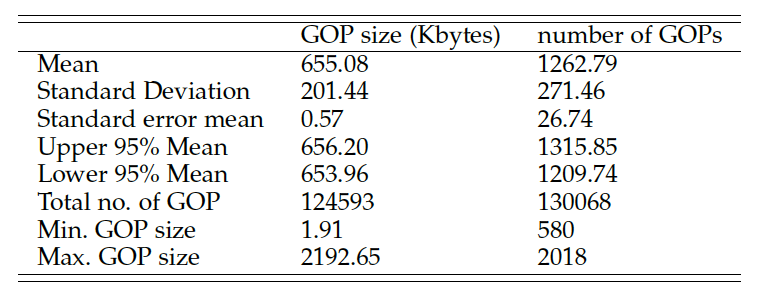 GOP size (Kbytes) number of GOPs
Mean 655.08 1262.79
Standard Deviation 201.44 271.46
Standard error mean 0.57 26.74
Upper 95% Mean 656.20 1315.85
Lower 95% Mean 653.96 1209.74
Total no. of GOP 124593 130068
Min. GOP size 1.91 580
Max. GOP size 2192.65 2018